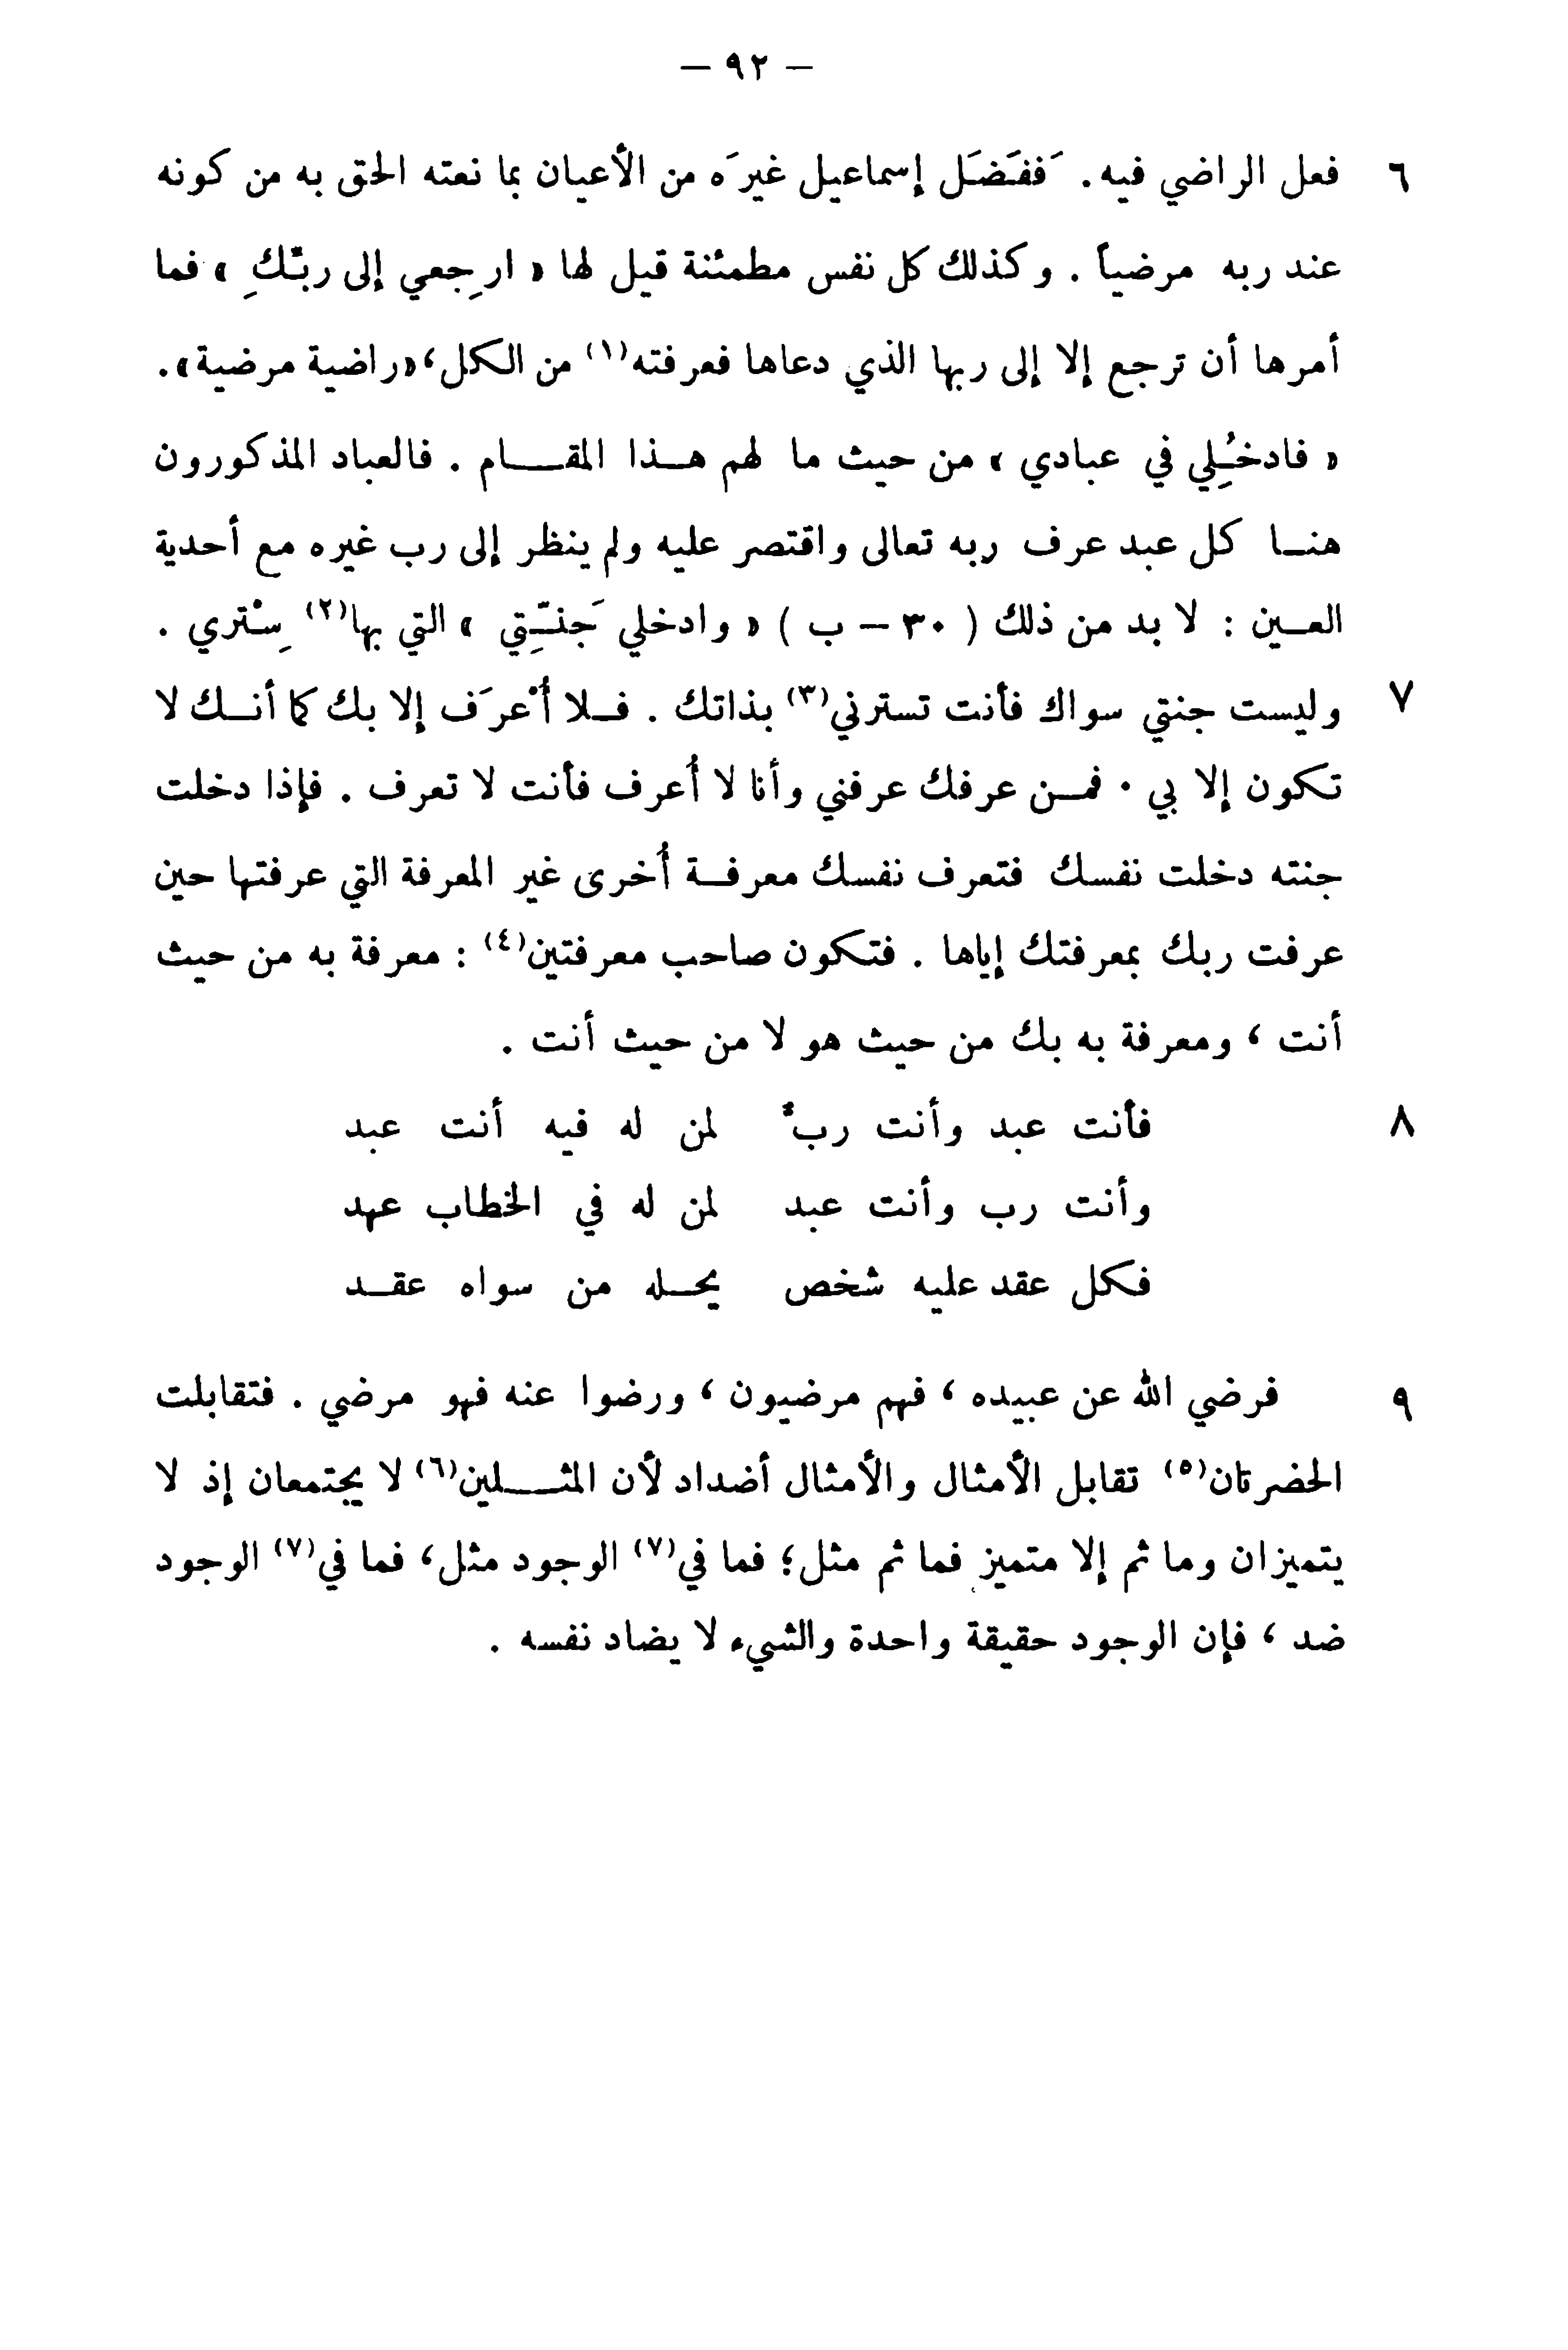 — ٩٢ —
٦ فعل الراضي فيه. فَفَضَل إسماعيل غيرَه من الأعيان بما نعته الحق به من كونه
عند ربه مرضياً. وكذلك كل نفس مطمئنة قيل لها « ارجِعي إلى ربّكِ » فما
أمرها أن ترجع إلا إلى ربها الذي دعاها فعرفته(١) من الكل، «راضية مرضية».
« فادخُلِي في عبادي » من حيث ما لهم هذا المقام. فالعباد المذكورون
هنا كل عبد عرف ربه تعالى واقتصر عليه ولم ينظر إلى رب غيره مع أحدية
العين : لا بد من ذلك ( ٣٠ – ب ) « وادخلي جَنَّتِي » التي بها(٢) سِتْري .
٧ وليست جنتي سواك فأنت تسترني(٣) بذاتك . فلا أُعْرَف إلا بك كما أنك لا
تكون إلا بي . فمن عرفك عرفني وأنا لا أُعرف فأنت لا تعرف . فإذا دخلت
جنته دخلت نفسك فتعرف نفسك معرفة أُخرى غير المعرفة التي عرفتها حين
عرفت ربك بمعرفتك إياها . فتكون صاحب معرفتين(٤) : معرفة به من حيث
أنت ، ومعرفة به بك من حيث هو لا من حيث أنت .
٨ فأنت عبد وأنت ربٌ لمن له فيه أنت عبد
وأنت رب وأنت عبد لمن له في الخطاب عهد
فكل عقد عليه شخص يحله من سواه عقد
٩ فرضي الله عن عبيده ، فهم مرضيون ، ورضوا عنه فهو مرضي . فتقابلت
الحضرتان(٥) تقابل الأمثال والأمثال أضداد لأن المثلين(٦) لا يجتمعان إذ لا
يتميزان وما ثم إلا متميز فما ثم مثل؛ فما في(٧) الوجود مثل، فما في(٧) الوجود
ضد ، فإن الوجود حقيقة واحدة والشيء لا يضاد نفسه .